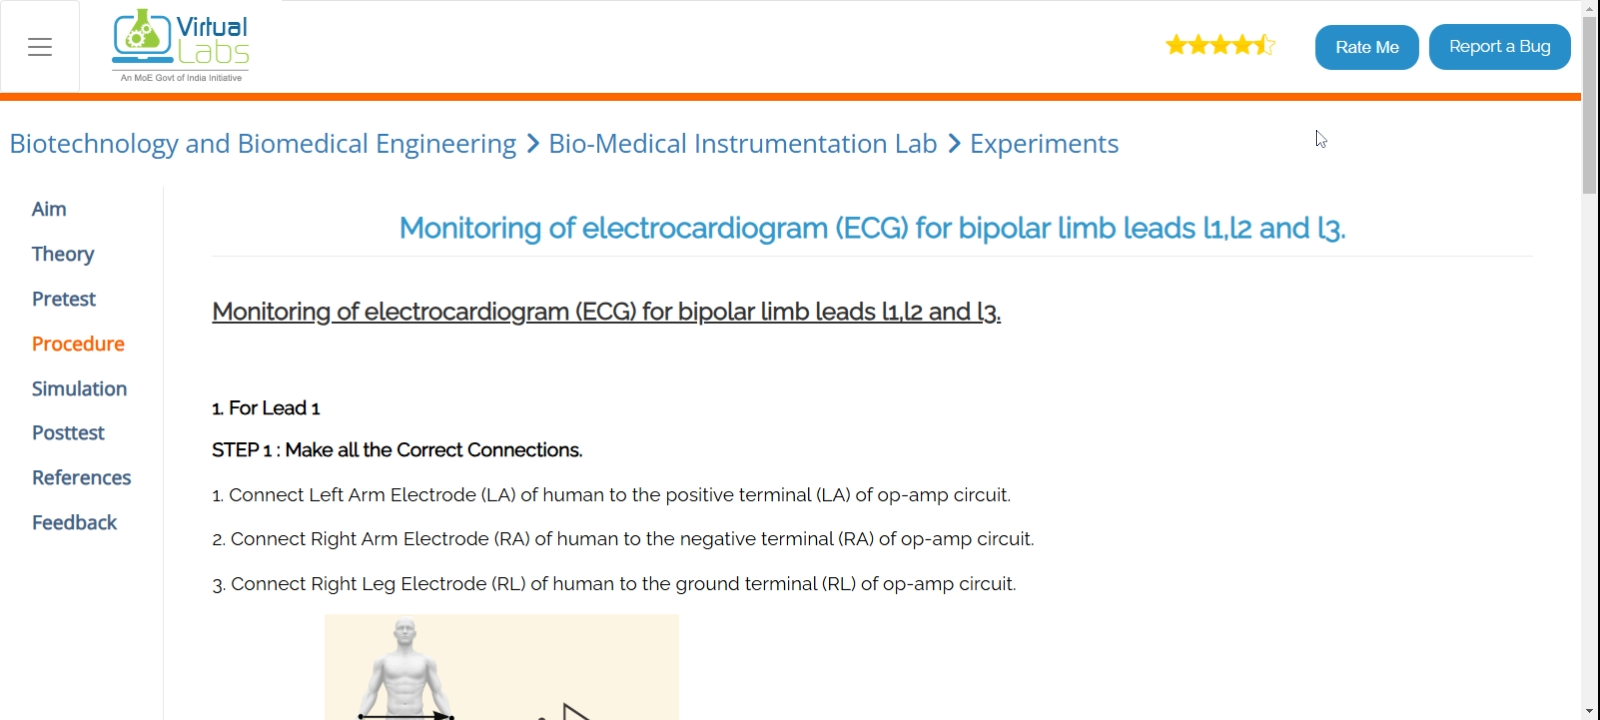 Virtual
Labs
An MoE Govt of India Initiative
Rate Me
Report a Bug
Biotechnology and Biomedical Engineering > Bio-Medical Instrumentation Lab > Experiments
Aim
Theory
Pretest
Procedure
Simulation
Posttest
References
Feedback
Monitoring of electrocardiogram (ECG) for bipolar limb leads l1,l2 and l3.
Monitoring of electrocardiogram (ECG) for bipolar limb leads l1,l2 and l3.
1. For Lead 1
STEP 1 : Make all the Correct Connections.
1. Connect Left Arm Electrode (LA) of human to the positive terminal (LA) of op-amp circuit.
2. Connect Right Arm Electrode (RA) of human to the negative terminal (RA) of op-amp circuit.
3. Connect Right Leg Electrode (RL) of human to the ground terminal (RL) of op-amp circuit.